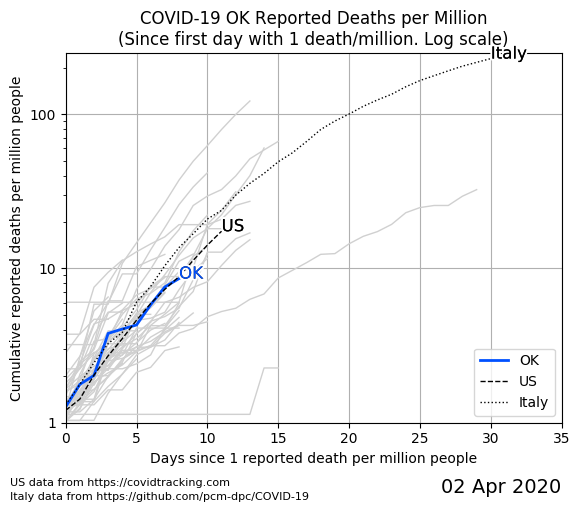 COVID-19 OK Reported Deaths per Million
(Since first day with 1 death/million. Log scale)
Cumulative reported deaths per million people
100
10
1
Italy
US
OK
OK
US
Italy
0 5 10 15 20 25 30 35
Days since 1 reported death per million people
US data from https://covidtracking.com
Italy data from https://github.com/pcm-dpc/COVID-19
02 Apr 2020